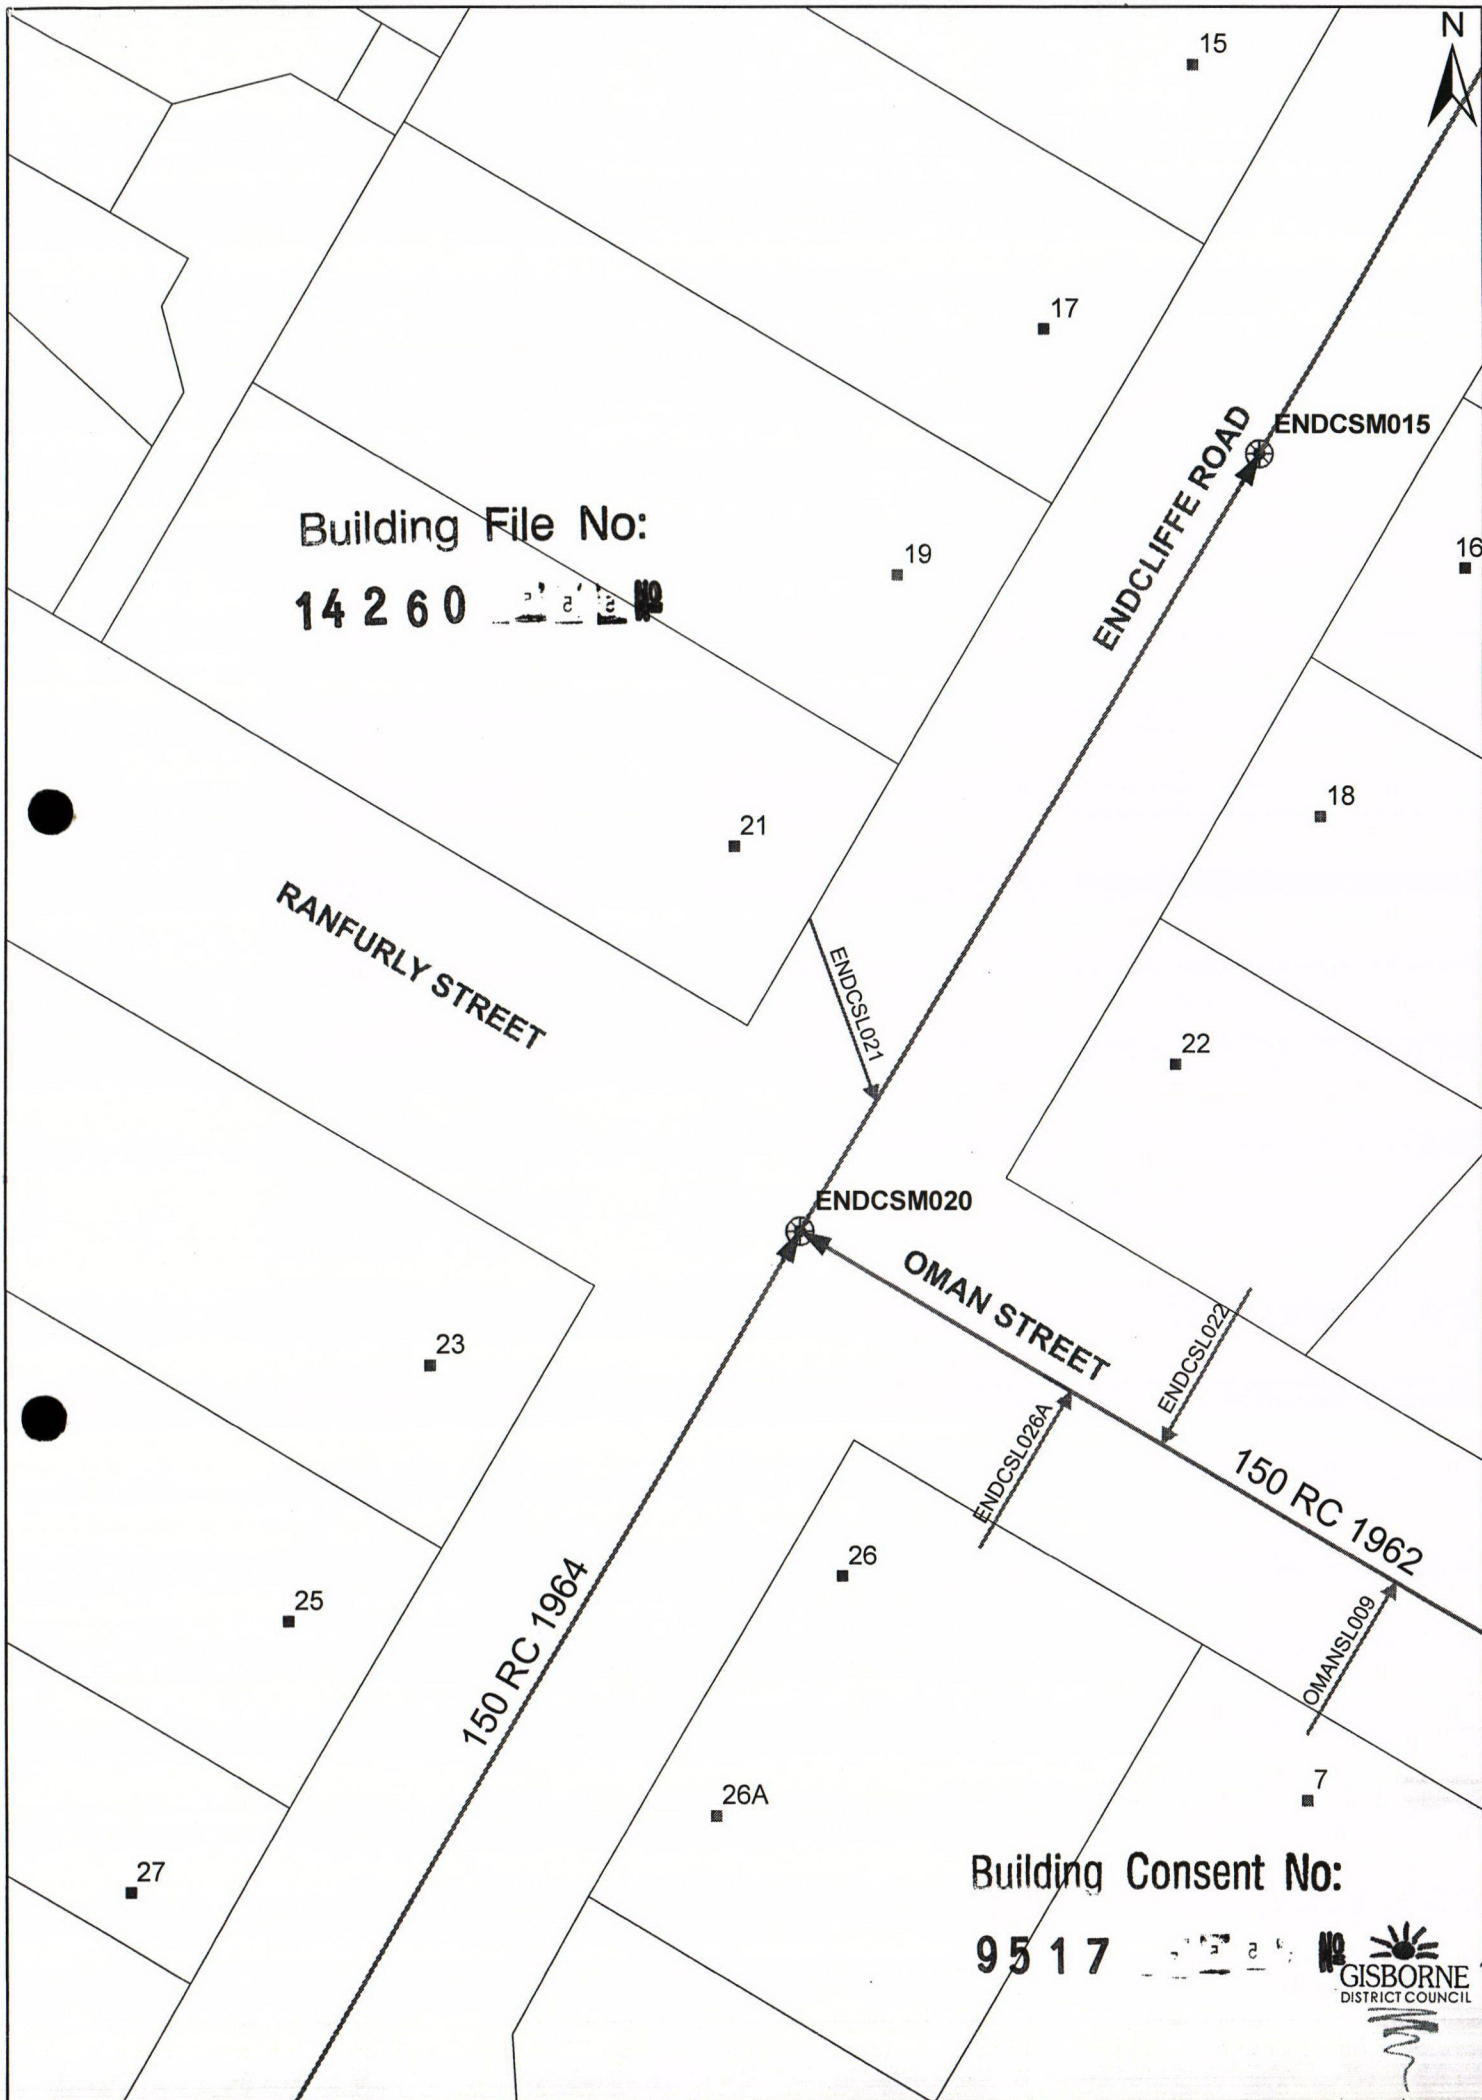 N
15
17
ENDCSM015
ENDCLIFFE ROAD
Building File No:
14260
19
16
18
21
RANFURLY STREET
ENDCSL021
22
ENDCSM020
OMAN STREET
23
ENDCSL022
ENDCSL026A
150 RC 1962
26
25
150 RC 1964
OMANSL009
26A
7
27
Building Consent No:
9517
No
GISBORNE
DISTRICT COUNCIL